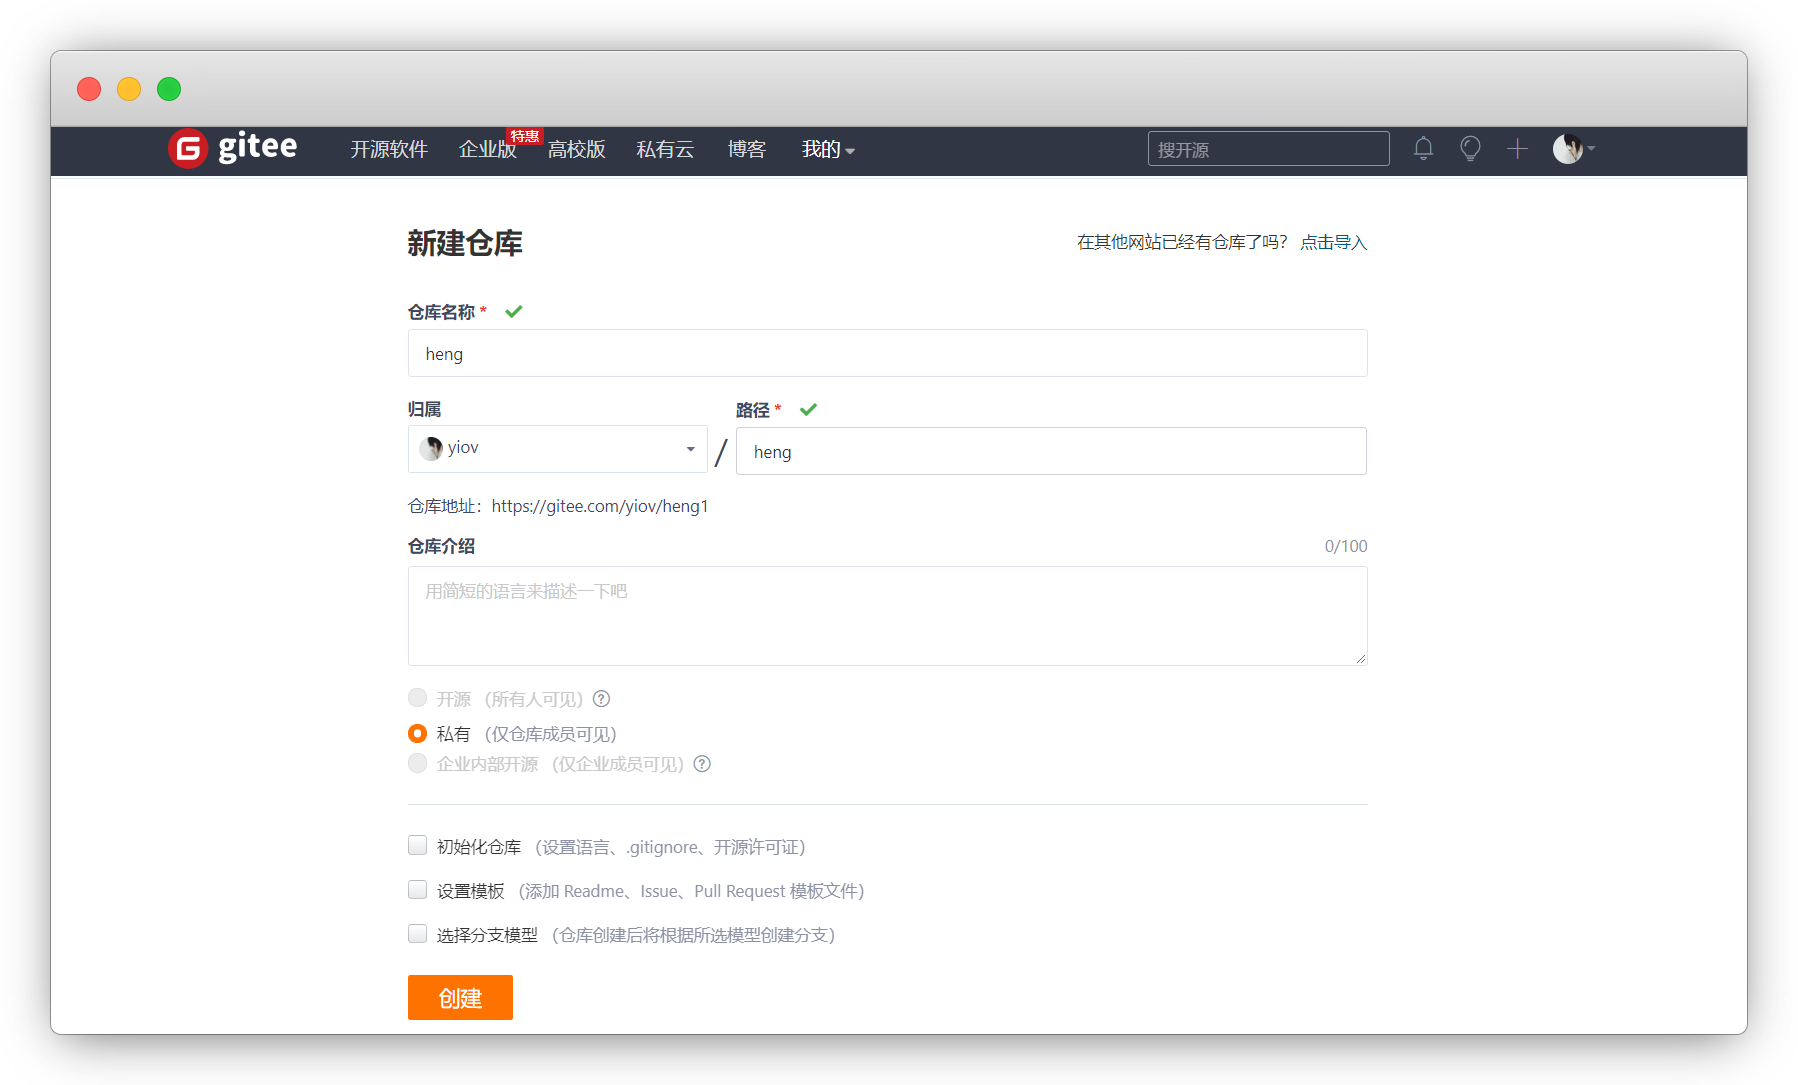 gitee 开源软件 企业版 特惠 高校版 私有云 博客 我的 搜开源
新建仓库 在其他网站已经有仓库了吗? 点击导入
仓库名称 *
heng
归属 路径 *
yiov / heng
仓库地址：https://gitee.com/yiov/heng1
仓库介绍 0/100
用简短的语言来描述一下吧
开源 （所有人可见） ?
私有 （仅仓库成员可见）
企业内部开源 （仅企业成员可见） ?
初始化仓库 （设置语言、.gitignore、开源许可证）
设置模板 （添加 Readme、Issue、Pull Request 模板文件）
选择分支模型 （仓库创建后将根据所选模型创建分支）
创建